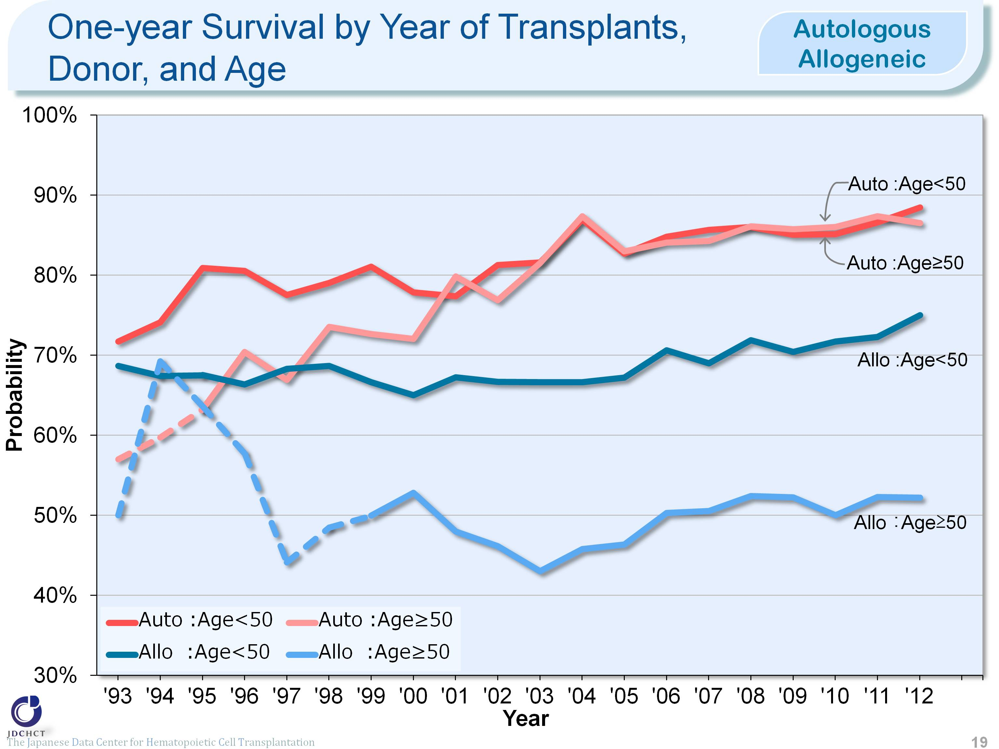 One-year Survival by Year of Transplants,
Donor, and Age
Autologous
Allogeneic
100%
90%
80%
70%
60%
50%
40%
30%
Probability
Auto :Age<50
Auto :Age≥50
Allo :Age<50
Allo :Age≥50
Auto :Age<50 Auto :Age≥50
Allo :Age<50 Allo :Age≥50
'93 '94 '95 '96 '97 '98 '99 '00 '01 '02 '03 '04 '05 '06 '07 '08 '09 '10 '11 '12
Year
JDCHCT
The Japanese Data Center for Hematopoietic Cell Transplantation
19